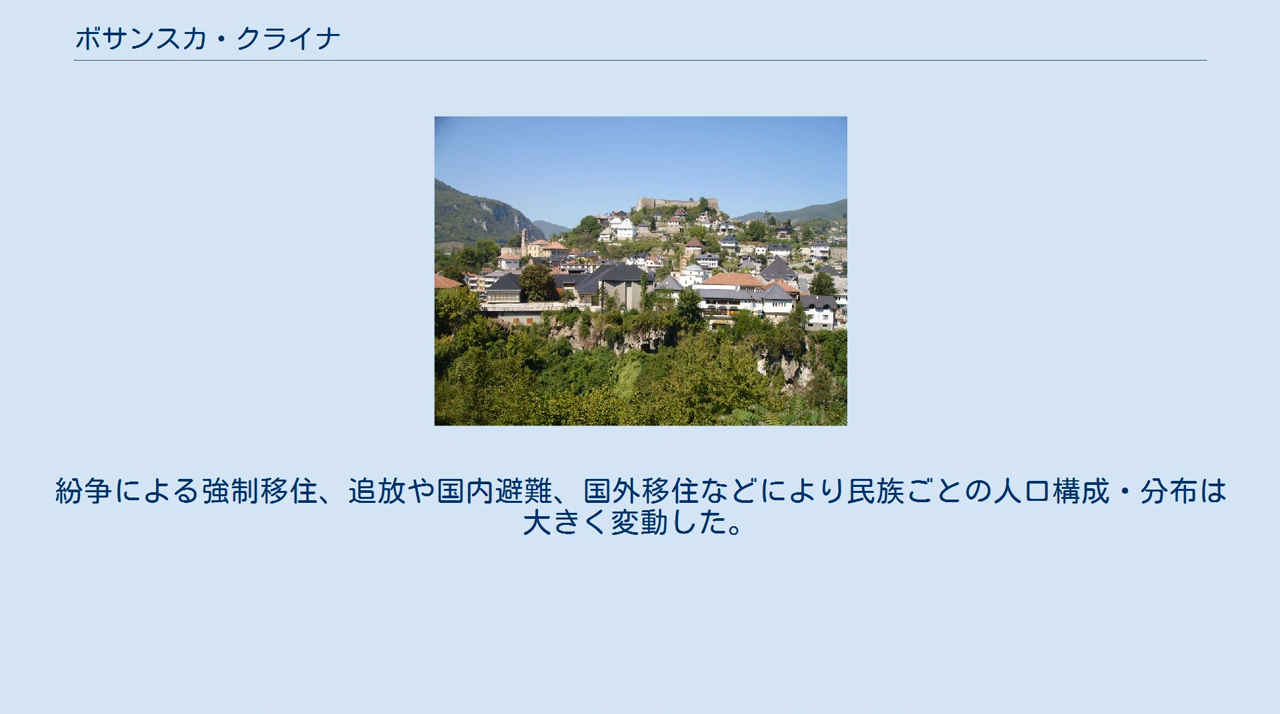 ボサンスカ・クライナ
紛争による強制移住、追放や国内避難、国外移住などにより民族ごとの人口構成・分布は
大きく変動した。